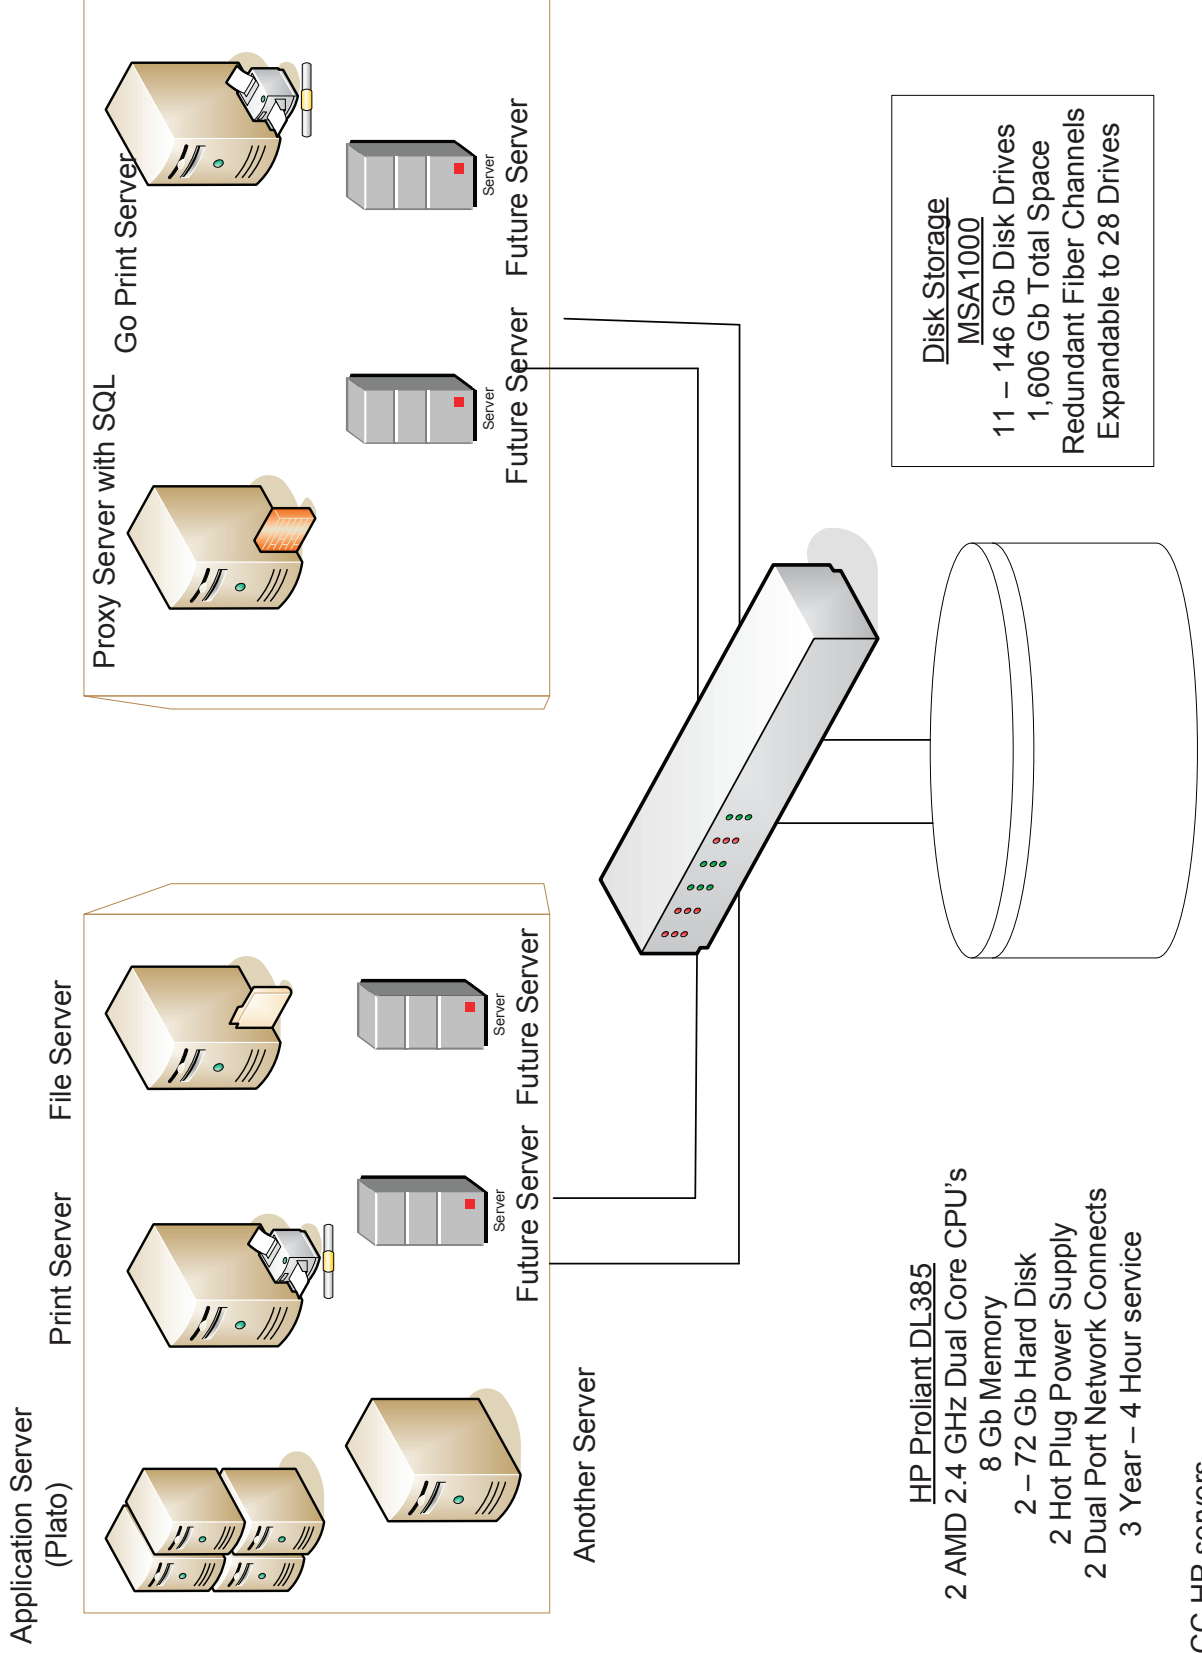 Application Server
(Plato)
Print Server
File Server
Proxy Server with SQL
Go Print Server
Another Server
Server
Future Server
Server
Future Server
Server
Future Server
Server
Future Server
HP Proliant DL385
2 AMD 2.4 GHz Dual Core CPU's
8 Gb Memory
2 – 72 Gb Hard Disk
2 Hot Plug Power Supply
2 Dual Port Network Connects
3 Year – 4 Hour service
Disk Storage
MSA1000
11 – 146 Gb Disk Drives
1,606 Gb Total Space
Redundant Fiber Channels
Expandable to 28 Drives
CC HP servers